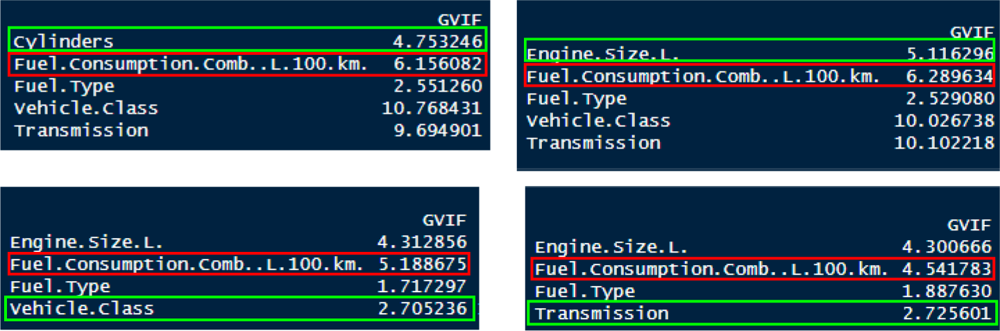 GVIF
Cylinders 4.753246
Fuel.Consumption.Comb..L.100.km. 6.156082
Fuel.Type 2.551260
Vehicle.Class 10.768431
Transmission 9.694901
GVIF
Engine.Size.L. 5.116296
Fuel.Consumption.Comb..L.100.km. 6.289634
Fuel.Type 2.529080
Vehicle.Class 10.026738
Transmission 10.102218
GVIF
Engine.Size.L. 4.312856
Fuel.Consumption.Comb..L.100.km. 5.188675
Fuel.Type 1.717297
Vehicle.Class 2.705236
GVIF
Engine.Size.L. 4.300666
Fuel.Consumption.Comb..L.100.km. 4.541783
Fuel.Type 1.887630
Transmission 2.725601